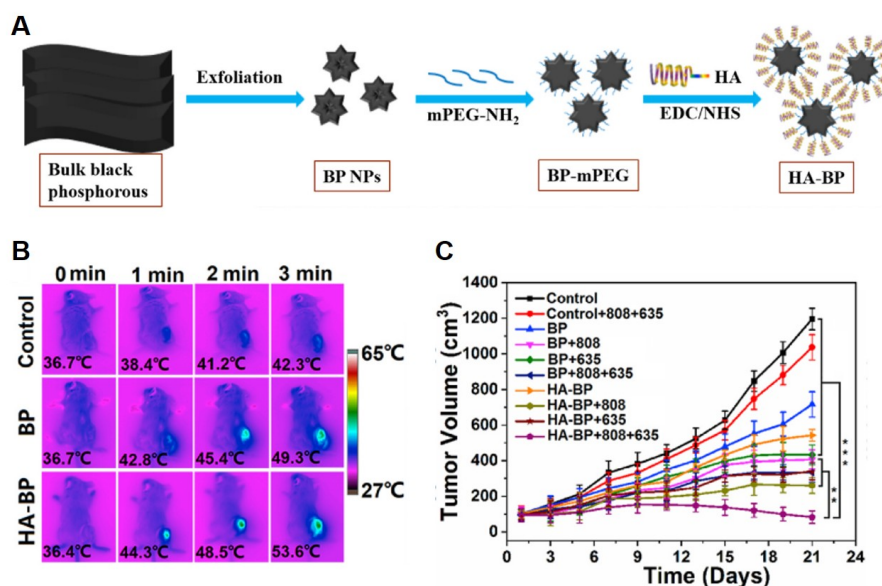 A
Exfoliation
mPEG-NH2
HA
EDC/NHS
Bulk black
phosphorous
BP NPs
BP-mPEG
HA-BP
B
0 min 1 min 2 min 3 min
Control
36.7℃ 38.4℃ 41.2℃ 42.3℃
BP
36.7℃ 42.8℃ 45.4℃ 49.3℃
HA-BP
36.4℃ 44.3℃ 48.5℃ 53.6℃
65℃
27℃
C
Tumor Volume (cm3)
1400
1200
1000
800
600
400
200
0
Control
Control+808+635
BP
BP+808
BP+635
BP+808+635
HA-BP
HA-BP+808
HA-BP+635
HA-BP+808+635
***
**
0 3 6 9 12 15 18 21 24
Time (Days)